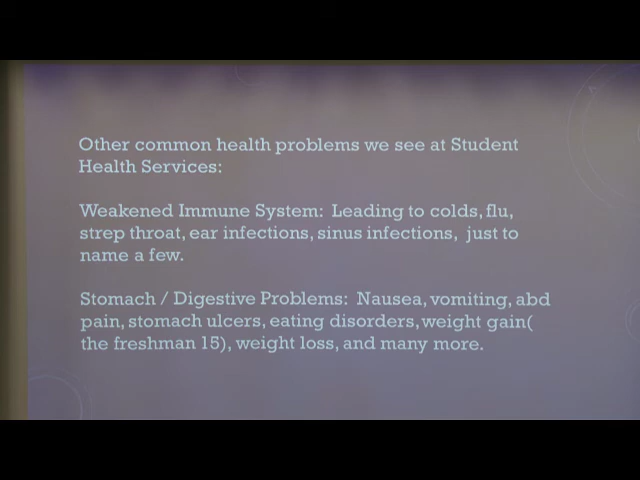 Other common health problems we see at Student
Health Services:
Weakened Immune System: Leading to colds, flu,
strep throat, ear infections, sinus infections, just to
name a few.
Stomach / Digestive Problems: Nausea, vomiting, abd
pain, stomach ulcers, eating disorders, weight gain(
the freshman 15), weight loss, and many more.